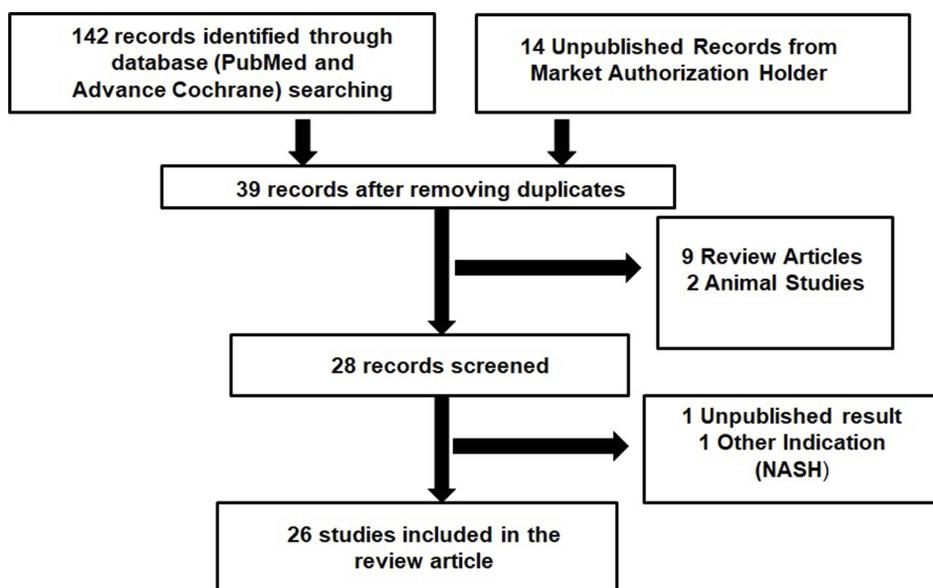 142 records identified through
database (PubMed and
Advance Cochrane) searching
14 Unpublished Records from
Market Authorization Holder
39 records after removing duplicates
9 Review Articles
2 Animal Studies
28 records screened
1 Unpublished result
1 Other Indication
(NASH)
26 studies included in the
review article